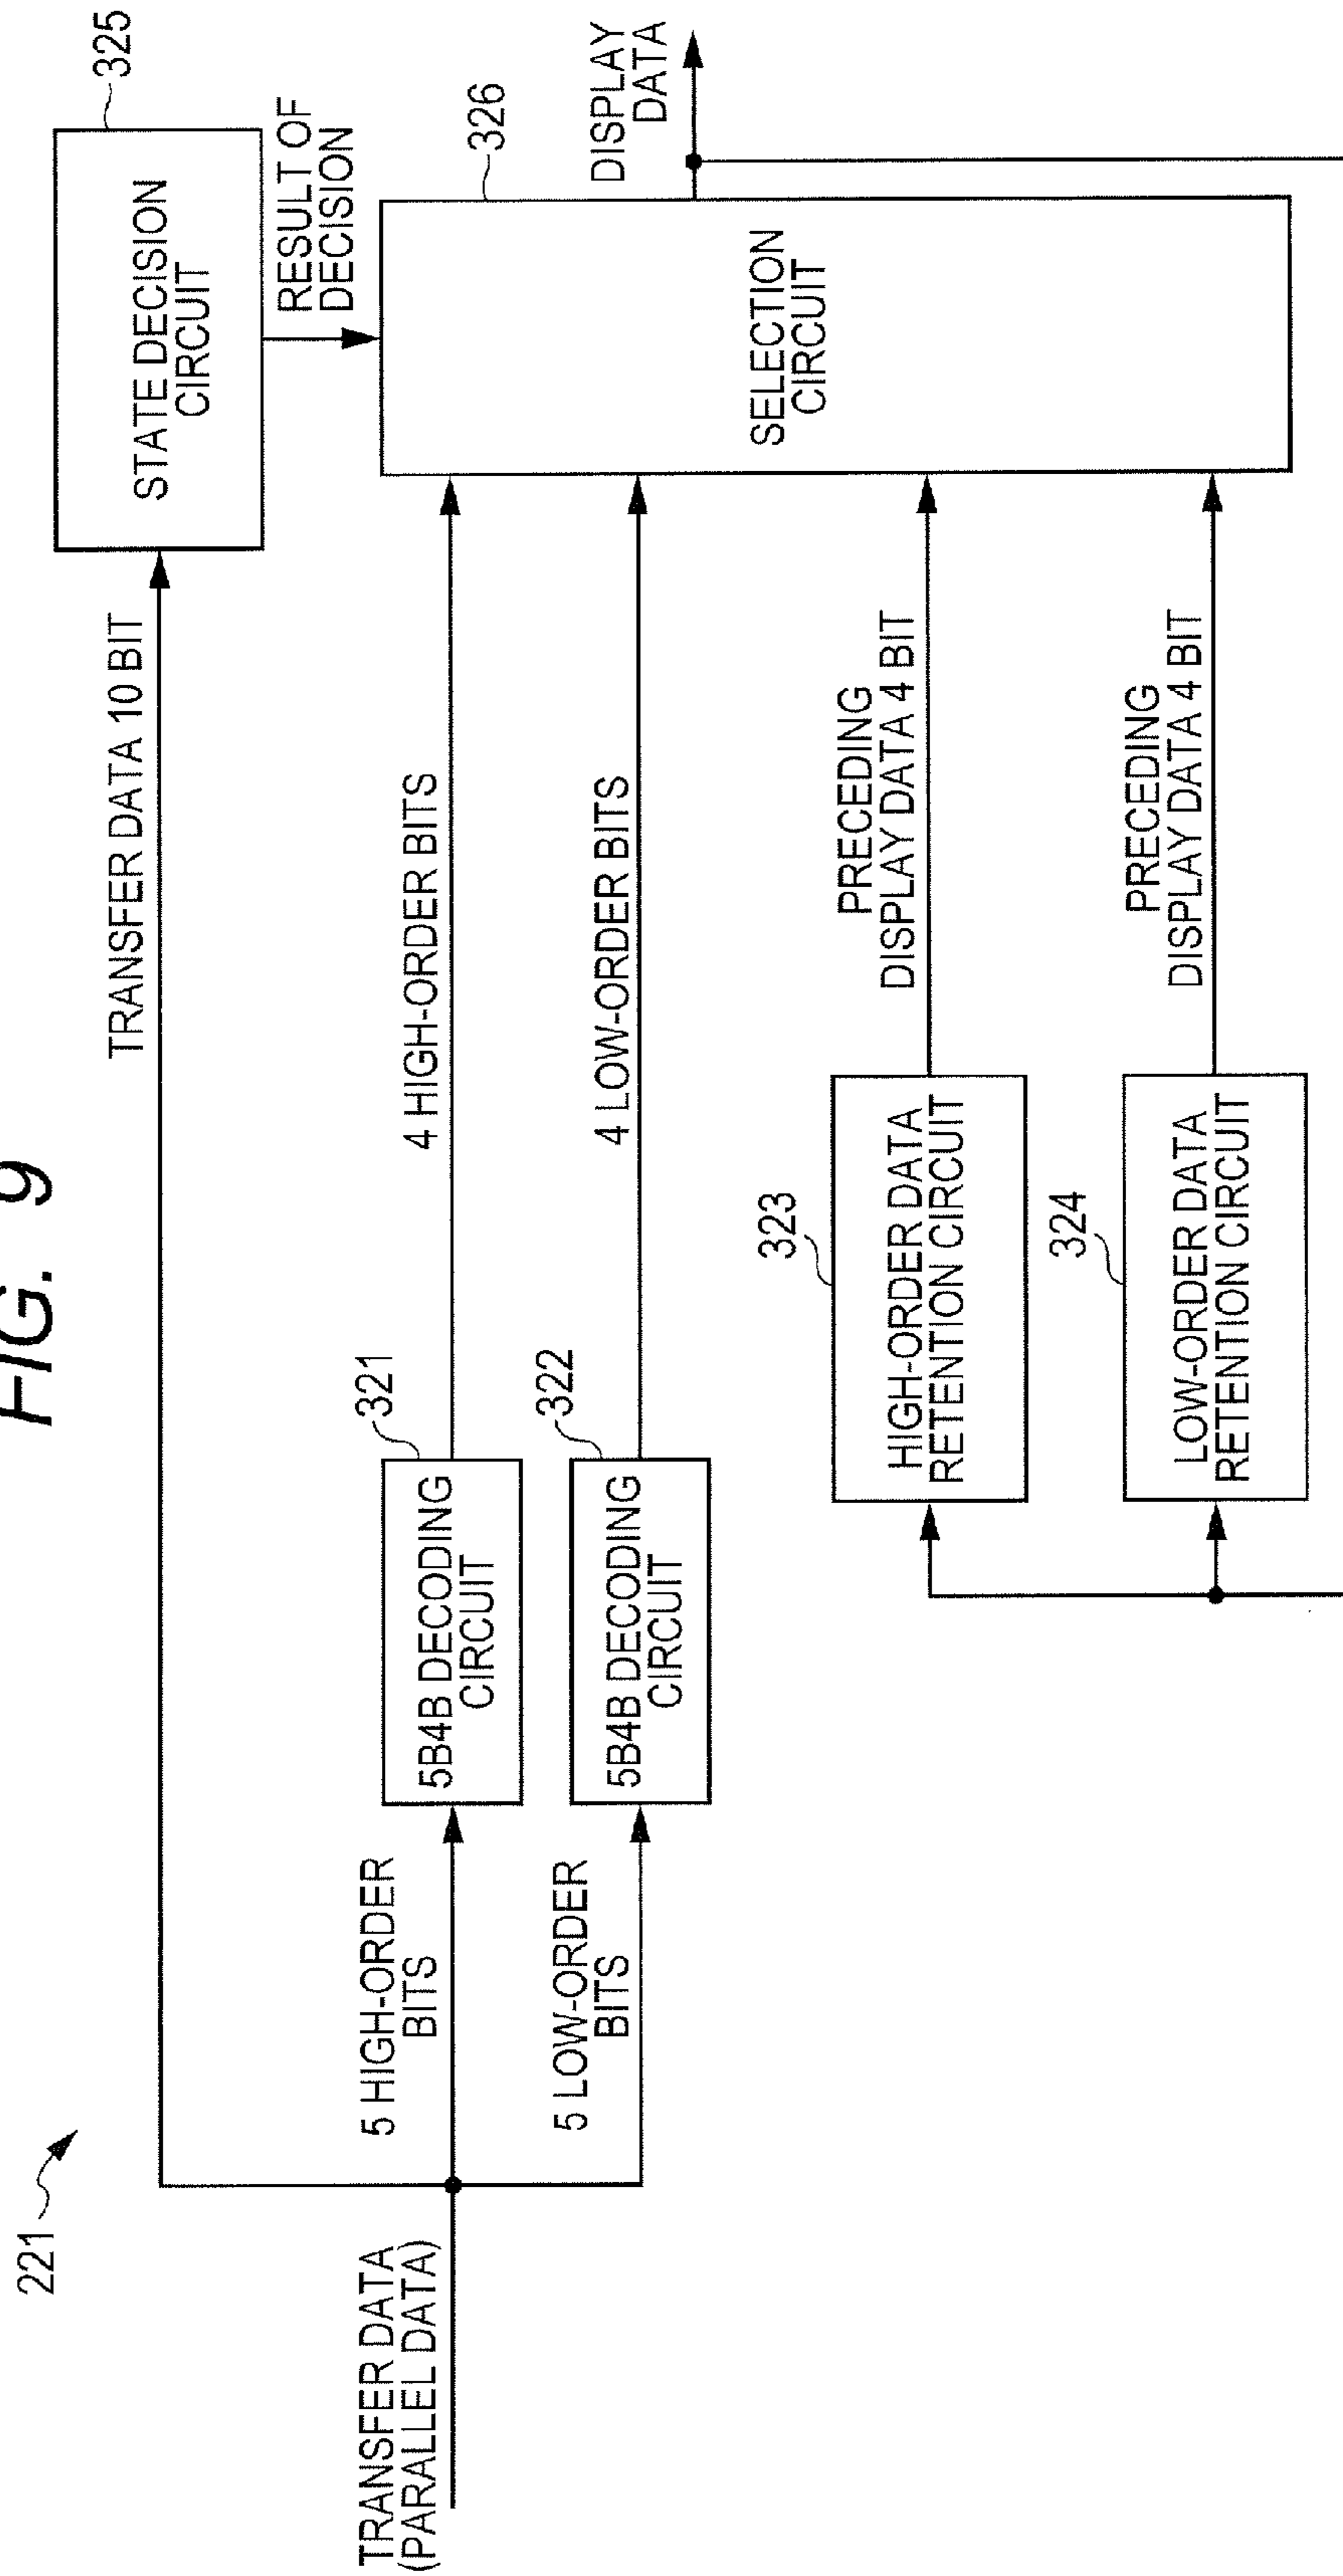 FIG. 9
221
TRANSFER DATA
(PARALLEL DATA)
TRANSFER DATA 10 BIT
325
STATE DECISION
CIRCUIT
RESULT OF
DECISION
5 HIGH-ORDER
BITS
321
5B4B DECODING
CIRCUIT
4 HIGH-ORDER BITS
5 LOW-ORDER
BITS
322
5B4B DECODING
CIRCUIT
4 LOW-ORDER BITS
326
SELECTION
CIRCUIT
DISPLAY
DATA
323
HIGH-ORDER DATA
RETENTION CIRCUIT
PRECEDING
DISPLAY DATA 4 BIT
324
LOW-ORDER DATA
RETENTION CIRCUIT
PRECEDING
DISPLAY DATA 4 BIT